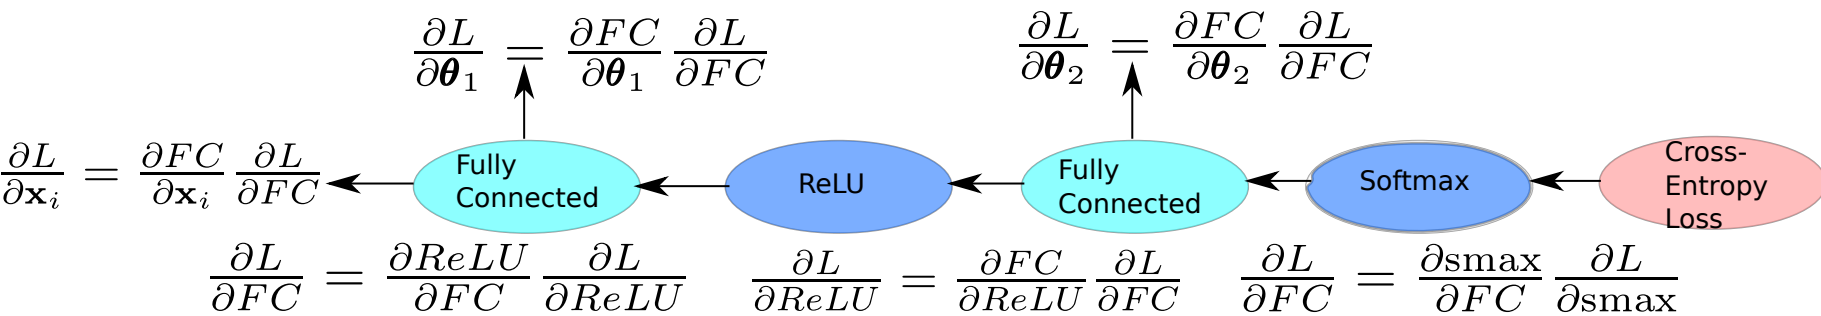 ∂L/∂θ₁ = ∂FC/∂θ₁ ∂L/∂FC
∂L/∂θ₂ = ∂FC/∂θ₂ ∂L/∂FC
∂L/∂xᵢ = ∂FC/∂xᵢ ∂L/∂FC
Fully
Connected
ReLU
Fully
Connected
Softmax
Cross-
Entropy
Loss
∂L/∂FC = ∂ReLU/∂FC ∂L/∂ReLU
∂L/∂ReLU = ∂FC/∂ReLU ∂L/∂FC
∂L/∂FC = ∂smax/∂FC ∂L/∂smax